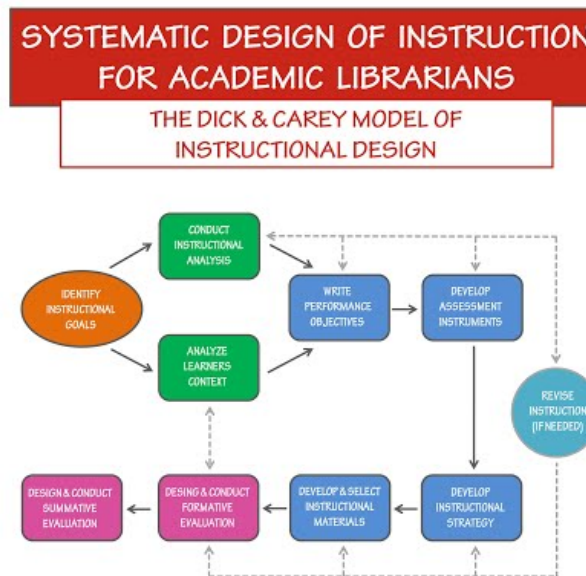 SYSTEMATIC DESIGN OF INSTRUCTION
FOR ACADEMIC LIBRARIANS
THE DICK & CAREY MODEL OF
INSTRUCTIONAL DESIGN
CONDUCT
INSTRUCTIONAL
ANALYSIS
IDENTIFY
INSTRUCTIONAL
GOALS
WRITE
PERFORMANCE
OBJECTIVES
DEVELOP
ASSESSMENT
INSTRUMENTS
ANALYZE
LEARNERS
CONTEXT
REVISE
INSTRUCTION
(IF NEEDED)
DESIGN & CONDUCT
SUMMATIVE
EVALUATION
DESING & CONDUCT
FORMATIVE
EVALUATION
DEVELOP & SELECT
INSTRUCTIONAL
MATERIALS
DEVELOP
INSTRUCTIONAL
STRATEGY